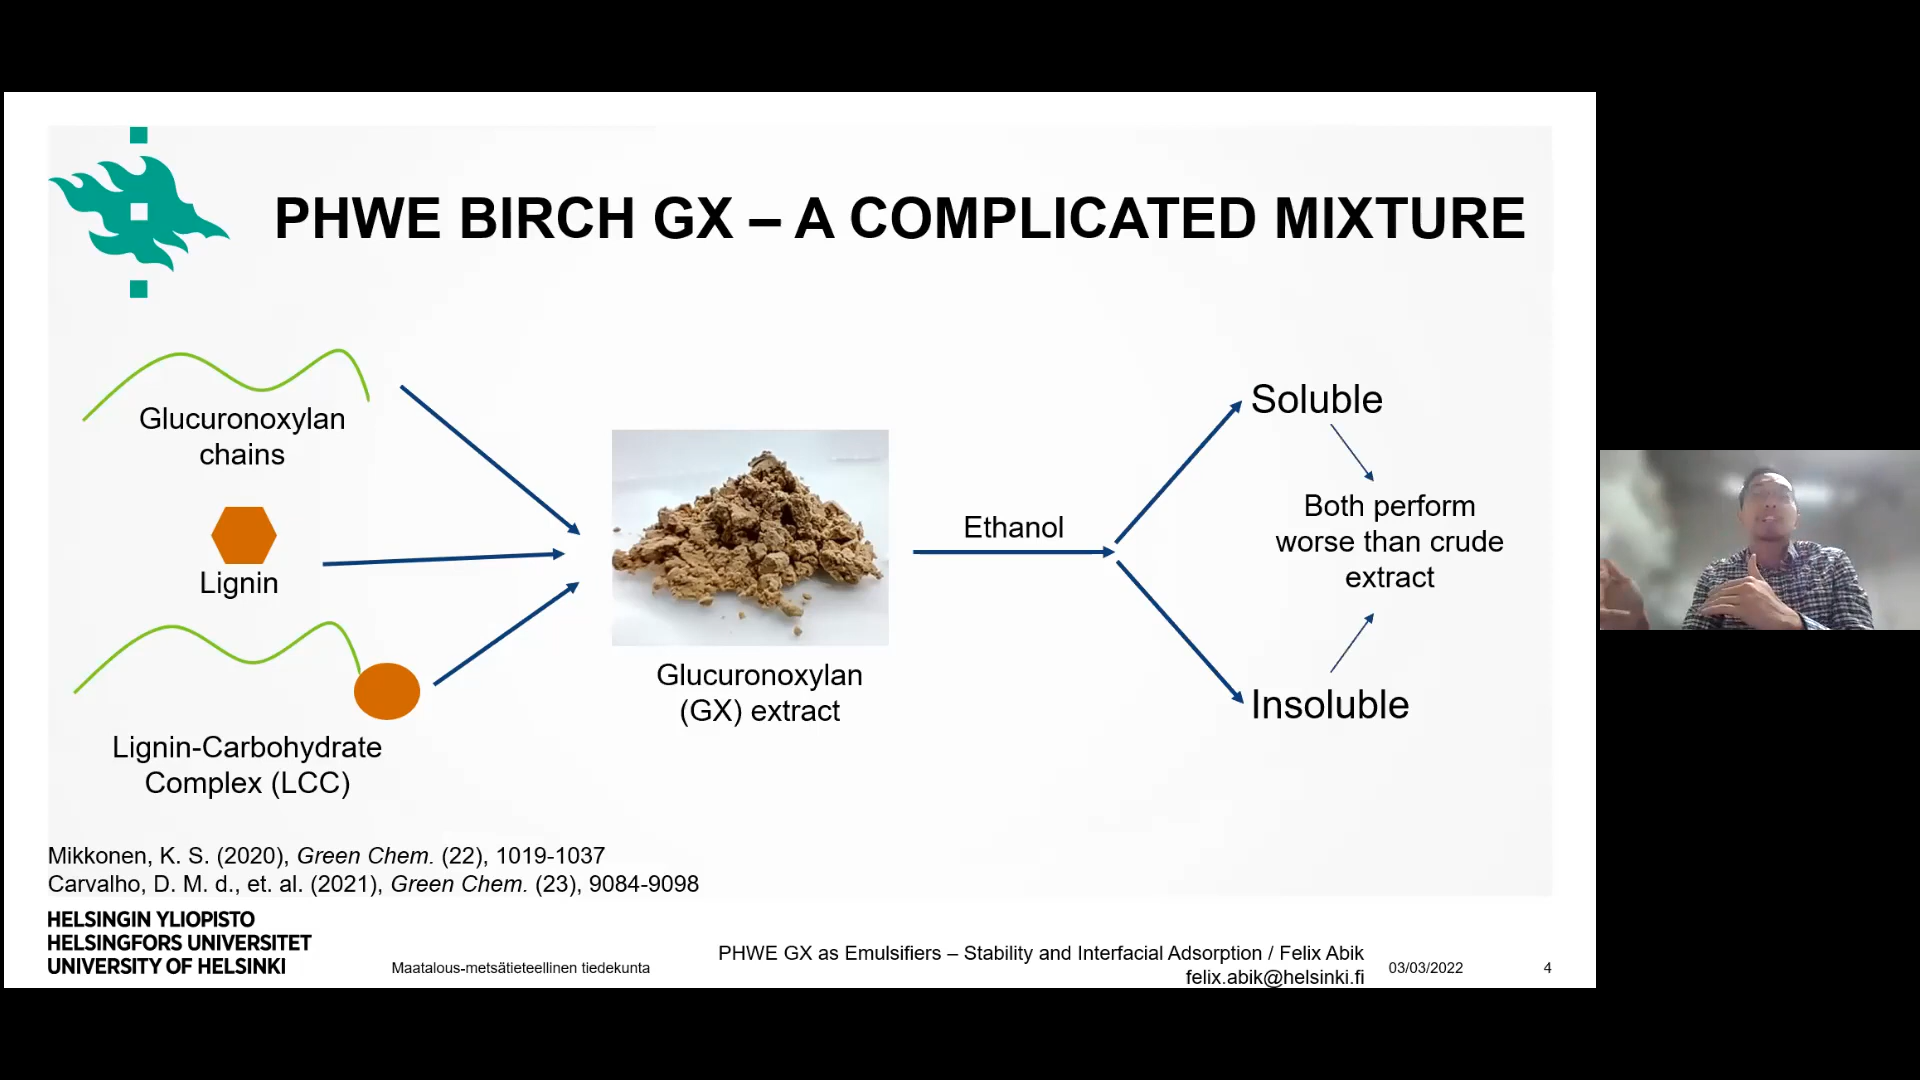 PHWE BIRCH GX – A COMPLICATED MIXTURE
Glucuronoxylan
chains
Lignin
Lignin-Carbohydrate
Complex (LCC)
Glucuronoxylan
(GX) extract
Ethanol
Soluble
Both perform
worse than crude
extract
Insoluble
Mikkonen, K. S. (2020), Green Chem. (22), 1019-1037
Carvalho, D. M. d., et. al. (2021), Green Chem. (23), 9084-9098
HELSINGIN YLIOPISTO
HELSINGFORS UNIVERSITET
UNIVERSITY OF HELSINKI
Maatalous-metsätieteellinen tiedekunta
PHWE GX as Emulsifiers – Stability and Interfacial Adsorption / Felix Abik
felix.abik@helsinki.fi
03/03/2022
4